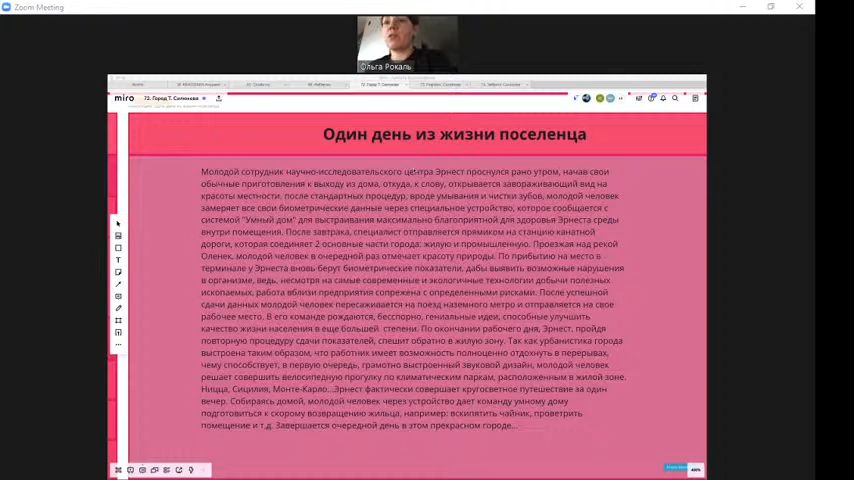 Zoom Meeting
Ольга Рокаль
miro
72. Город Т. Силюкова
Один день из жизни поселенца
Молодой сотрудник научно-исследовательского центра Эрнест проснулся рано утром, начав свои
обычные приготовления к выходу из дома, откуда, к слову, открывается завораживающий вид на
красоты местности. после стандартных процедур, вроде умывания и чистки зубов, молодой человек
замеряет все свои биометрические данные через специальное устройство, которое сообщается с
системой "Умный дом" для выстраивания максимально благоприятной для здоровья Эрнеста среды
внутри помещения. После завтрака, специалист отправляется прямиком на станцию канатной
дороги, которая соединяет 2 основные части города: жилую и промышленную. Проезжая над рекой
Оленек, молодой человек в очередной раз отмечает красоту природы. По прибытию на место в
терминале у Эрнеста вновь берут биометрические показатели, дабы выявить возможные нарушения
в организме, ведь, несмотря на самые современные и экологичные технологии добычи полезных
ископаемых, работа вблизи предприятия сопряжена с определенными рисками. После успешной
сдачи данных молодой человек пересаживается на поезд наземного метро и отправляется на свое
рабочее место. В его команде рождаются, бесспорно, гениальные идеи, способные улучшить
качество жизни населения в еще большей степени. По окончании рабочего дня, Эрнест, пройдя
повторную процедуру сдачи показателей, спешит обратно в жилую зону. Так как урбанистика города
выстроена таким образом, что работник имеет возможность полноценно отдохнуть в перерывах,
чему способствует, в первую очередь, грамотно выстроенный звуковой дизайн, молодой человек
решает совершить велосипедную прогулку по климатическим паркам, расположенным в жилой зоне.
Ницца, Сицилия, Монте-Карло...Эрнест фактически совершает кругосветное путешествие за один
вечер. Собираясь домой, молодой человек через устройство дает команду умному дому
подготовиться к скорому возвращению жильца, например: вскипятить чайник, проветрить
помещение и т.д. Завершается очередной день в этом прекрасном городе...
400%